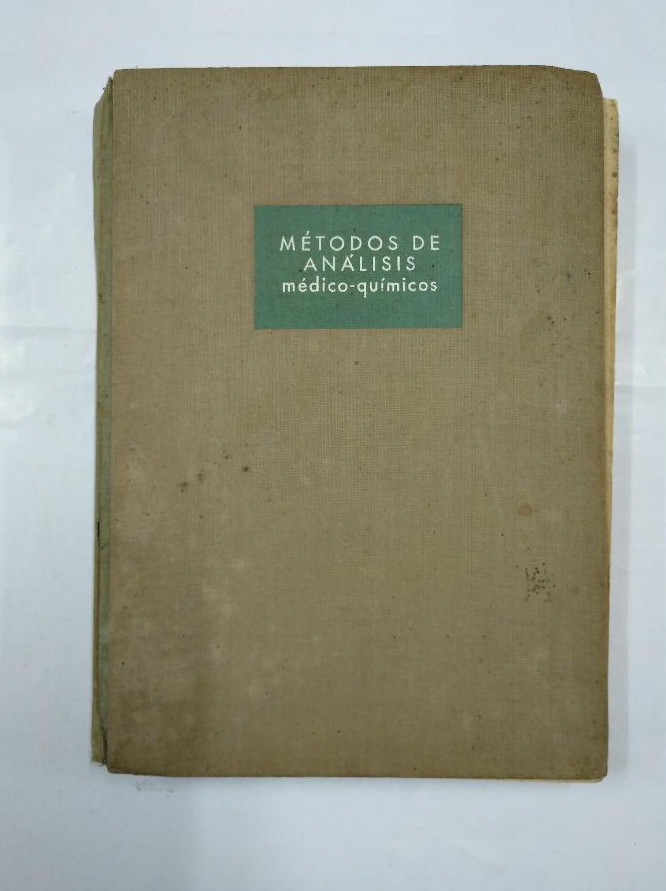 MÉTODOS DE
ANÁLISIS
médico-químicos